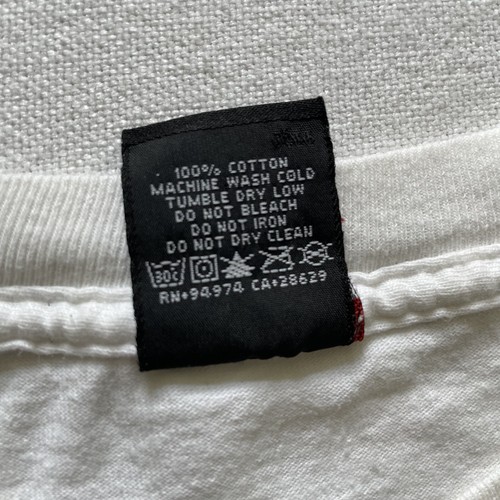 100% COTTON
MACHINE WASH COLD
TUMBLE DRY LOW
DO NOT BLEACH
DO NOT IRON
DO NOT DRY CLEAN
30C
RN♦94974 CA♦28629